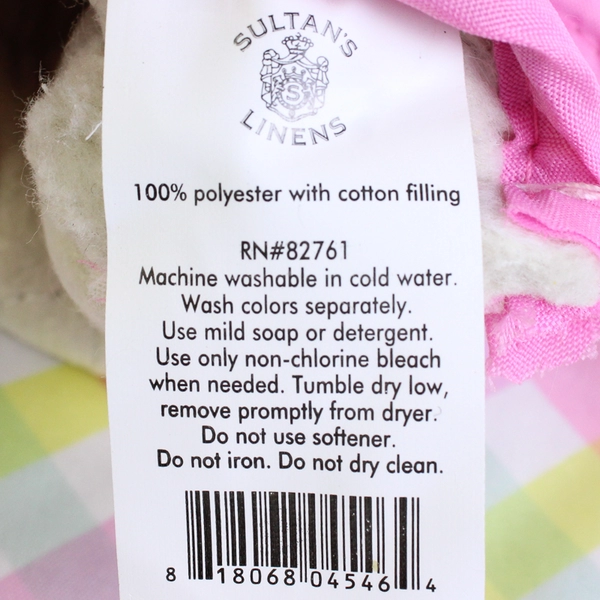 SULTAN'S
S
LINENS
100% polyester with cotton filling
RN#82761
Machine washable in cold water.
Wash colors separately.
Use mild soap or detergent.
Use only non-chlorine bleach
when needed. Tumble dry low,
remove promptly from dryer.
Do not use softener.
Do not iron. Do not dry clean.
8 18068 04546 4